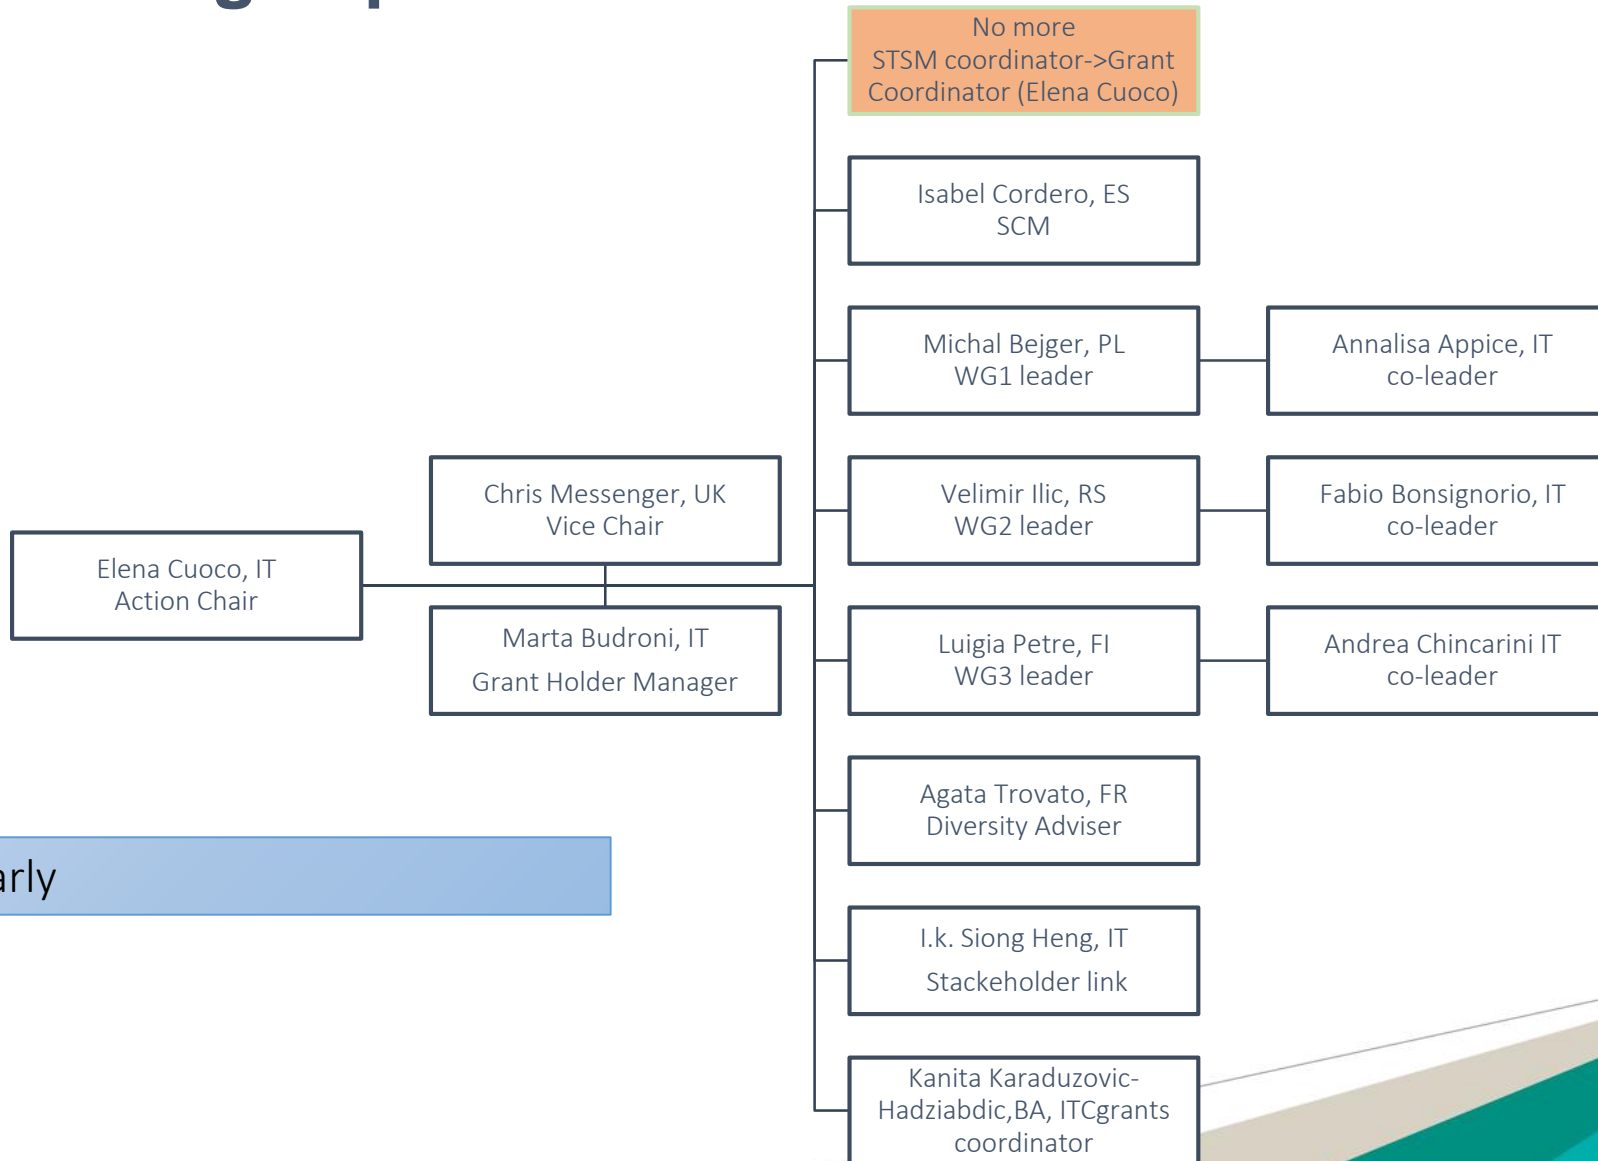 No more
STSM coordinator->Grant
Coordinator (Elena Cuoco)
Isabel Cordero, ES
SCM
Michal Bejger, PL
WG1 leader
Annalisa Appice, IT
co-leader
Chris Messenger, UK
Vice Chair
Velimir Ilic, RS
WG2 leader
Fabio Bonsignorio, IT
co-leader
Elena Cuoco, IT
Action Chair
Marta Budroni, IT
Grant Holder Manager
Luigia Petre, FI
WG3 leader
Andrea Chincarini IT
co-leader
Agata Trovato, FR
Diversity Adviser
arly
I.k. Siong Heng, IT
Stackeholder link
Kanita Karaduzovic-
Hadziabdic,BA, ITCgrants
coordinator